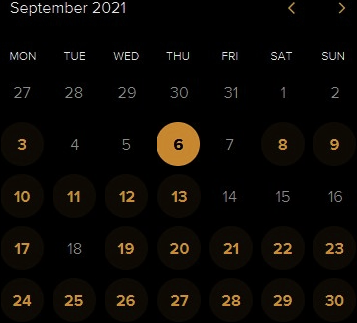 September 2021
MON TUE WED THU FRI SAT SUN
27 28 29 30 31 1 2
3 4 5 6 7 8 9
10 11 12 13 14 15 16
17 18 19 20 21 22 23
24 25 26 27 28 29 30